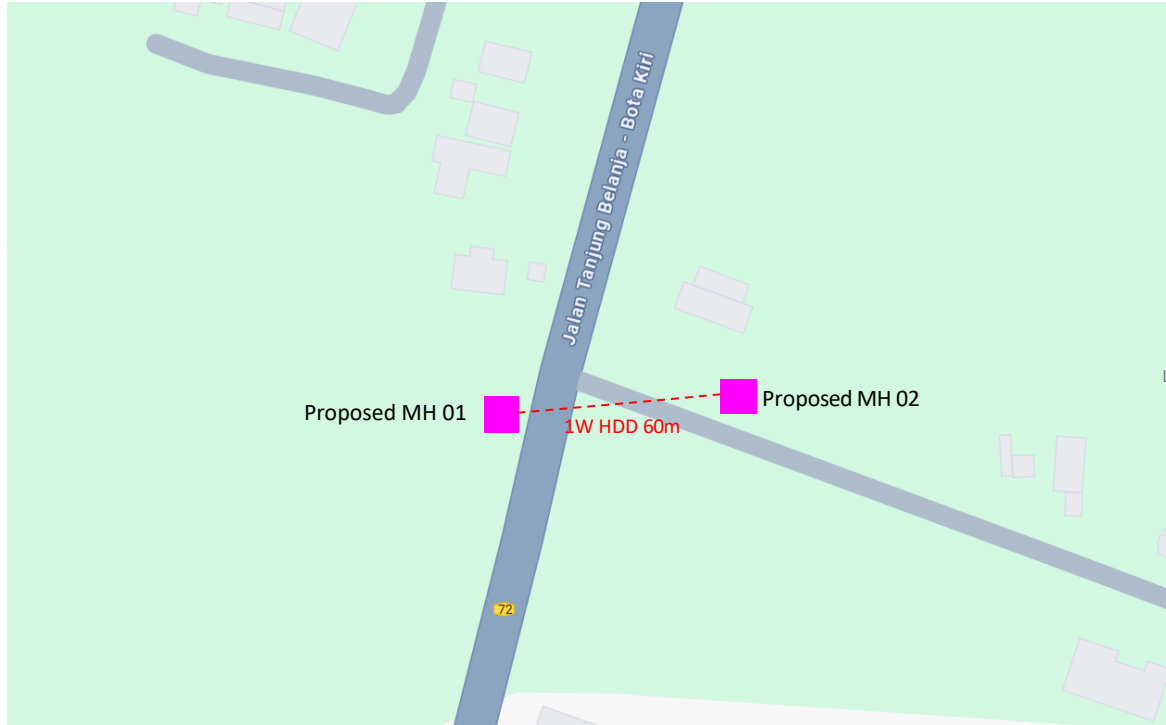 Jalan Tanjung Belanja - Bota Kiri
Proposed MH 01
Proposed MH 02
1W HDD 60m
72